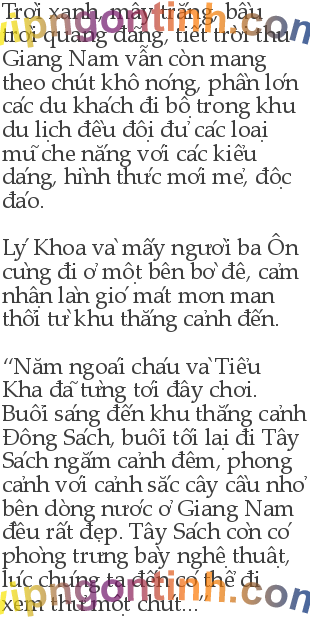 Trời xanh, mây trắng, bầu
trời quang đãng, tiết trời thu
Giang Nam vẫn còn mang
theo chút khô nóng, phần lớn
các du khách đi bộ trong khu
du lịch đều đội đủ các loại
mũ che nắng với các kiểu
dáng, hình thức mới mẻ, độc
đáo.
Lý Khoa và mấy người ba Ôn
cùng đi ở một bên bờ đê, cảm
nhận làn gió mát mơn man
thổi từ khu thắng cảnh đến.
“Năm ngoái cháu và Tiểu
Kha đã từng tới đây chơi.
Buổi sáng đến khu thắng cảnh
Đông Sách, buổi tối lại đi Tây
Sách ngắm cảnh đêm, phong
cảnh với cảnh sắc cây cầu nhỏ
bên dòng nước ở Giang Nam
đều rất đẹp. Tây Sách còn có
phòng trưng bày nghệ thuật,
lúc chúng ta đến có thể đi
xem thử một chút...”
upngontinh.com
upngontinh.com